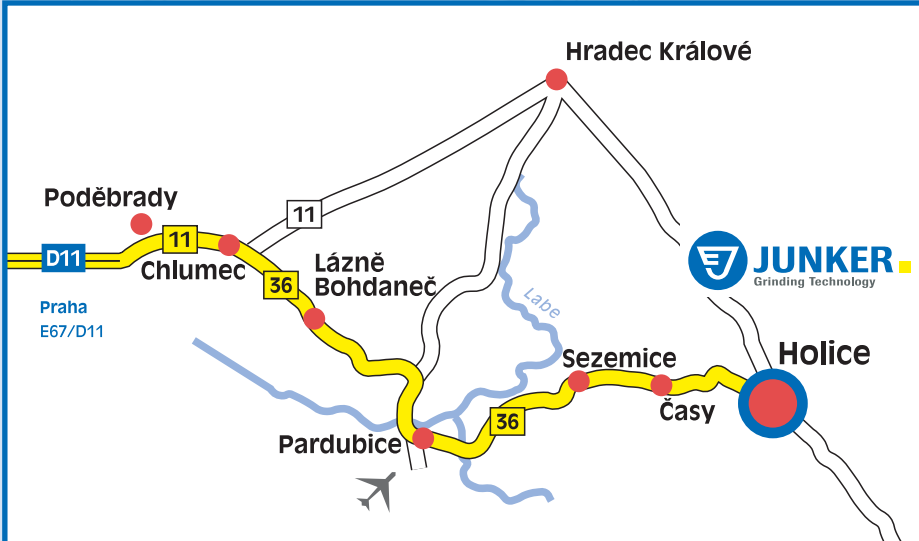 Hradec Králové
Poděbrady
11
11
D11
Chlumec
Lázně
Bohdaneč
36
JUNKER
Grinding Technology
Praha
E67/D11
Labe
Sezemice
Holice
Časy
36
Pardubice